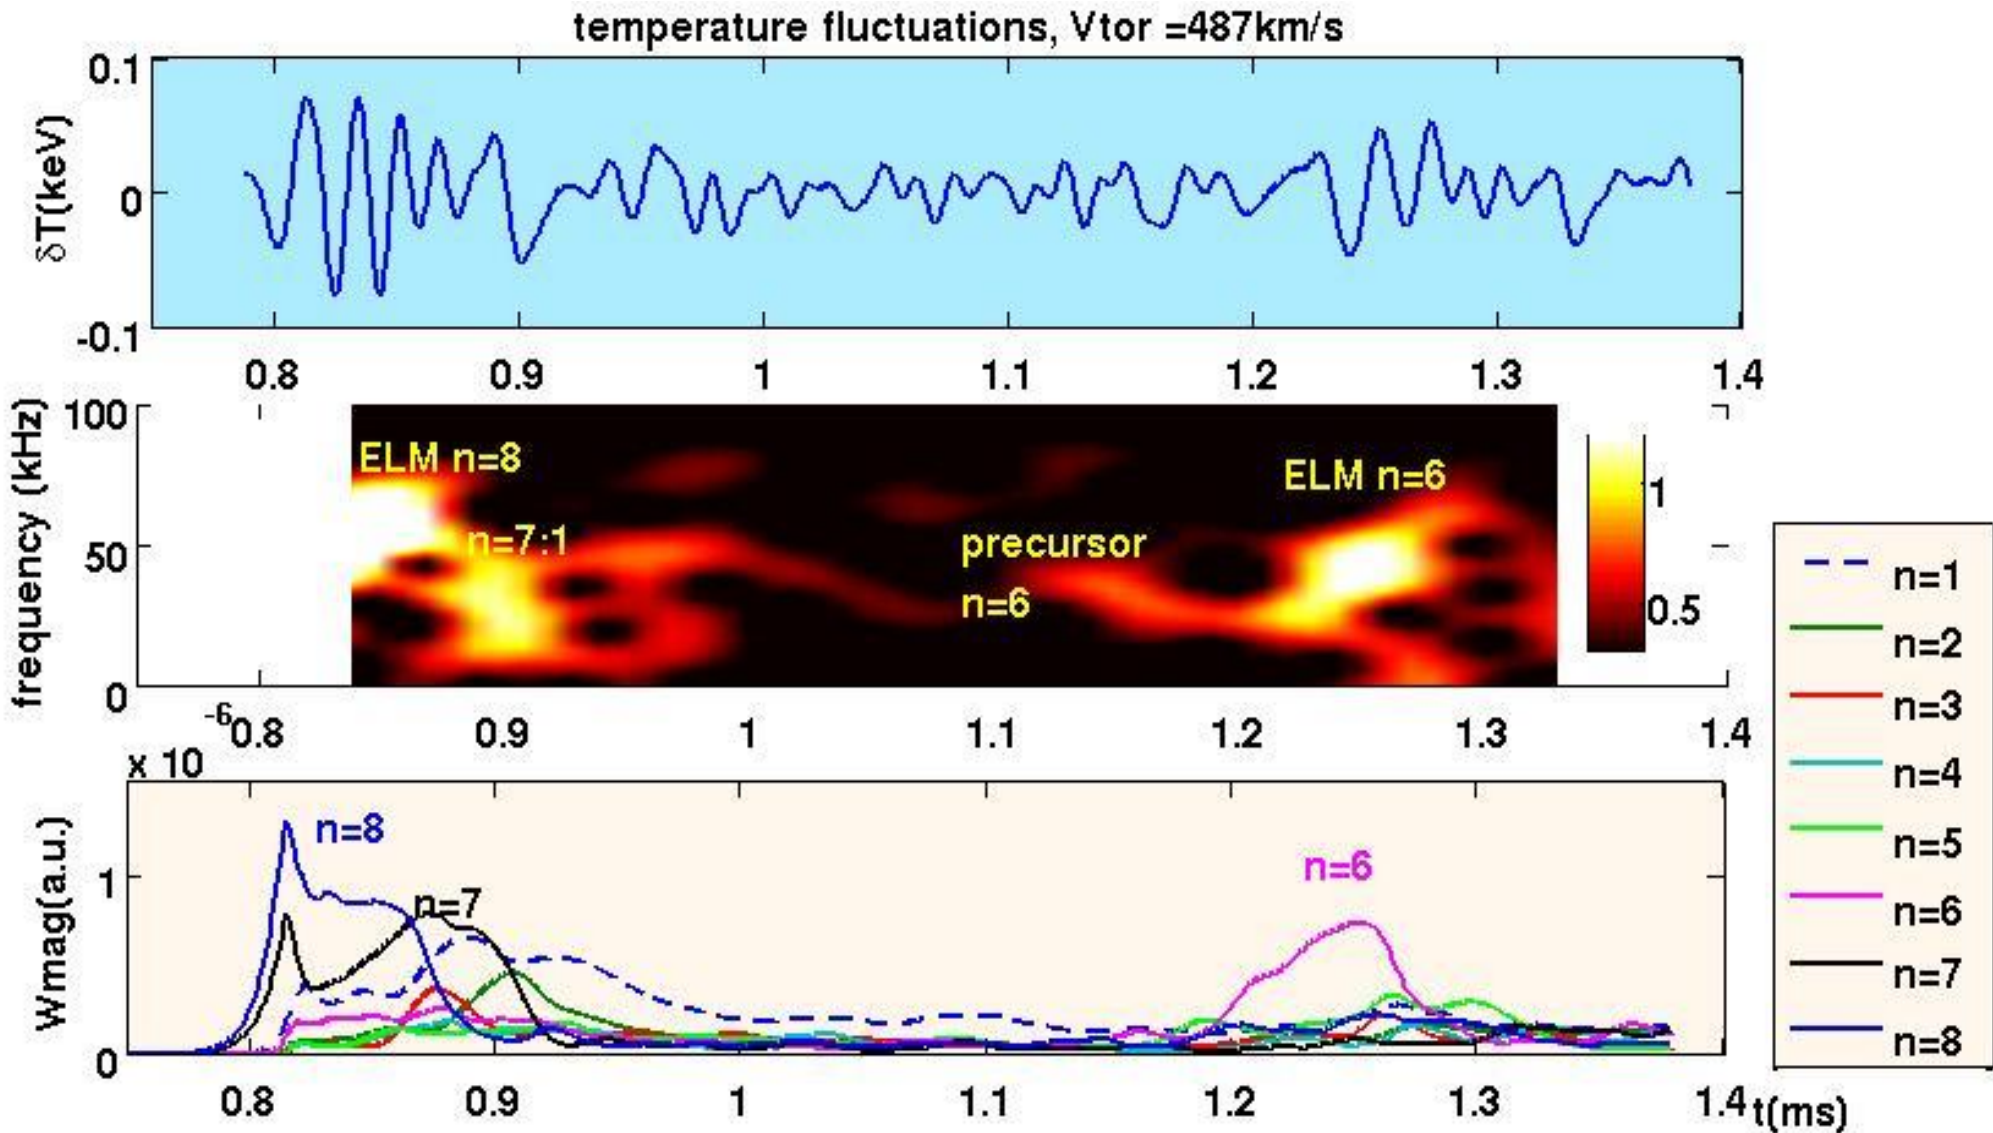 temperature fluctuations, Vtor =487km/s
δT(keV)
0.1
0
-0.1
0.8 0.9 1 1.1 1.2 1.3 1.4
frequency (kHz)
100
50
0
ELM n=8
n=7:1
precursor
n=6
ELM n=6
1
0.5
-6
0.8 0.9 1 1.1 1.2 1.3 1.4
x 10
Wmag(a.u.)
1
0
n=8
n=7
n=6
0.8 0.9 1 1.1 1.2 1.3 1.4 t(ms)
n=1
n=2
n=3
n=4
n=5
n=6
n=7
n=8